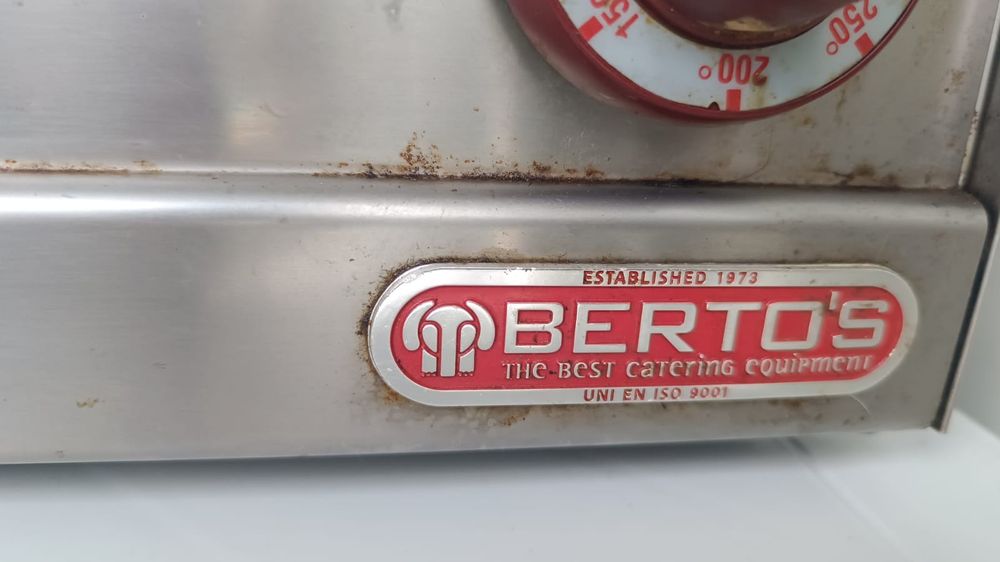 150
200°
250°
ESTABLISHED 1973
BERTO'S
THE BEST CATERING EQUIPMENT
UNI EN ISO 9001